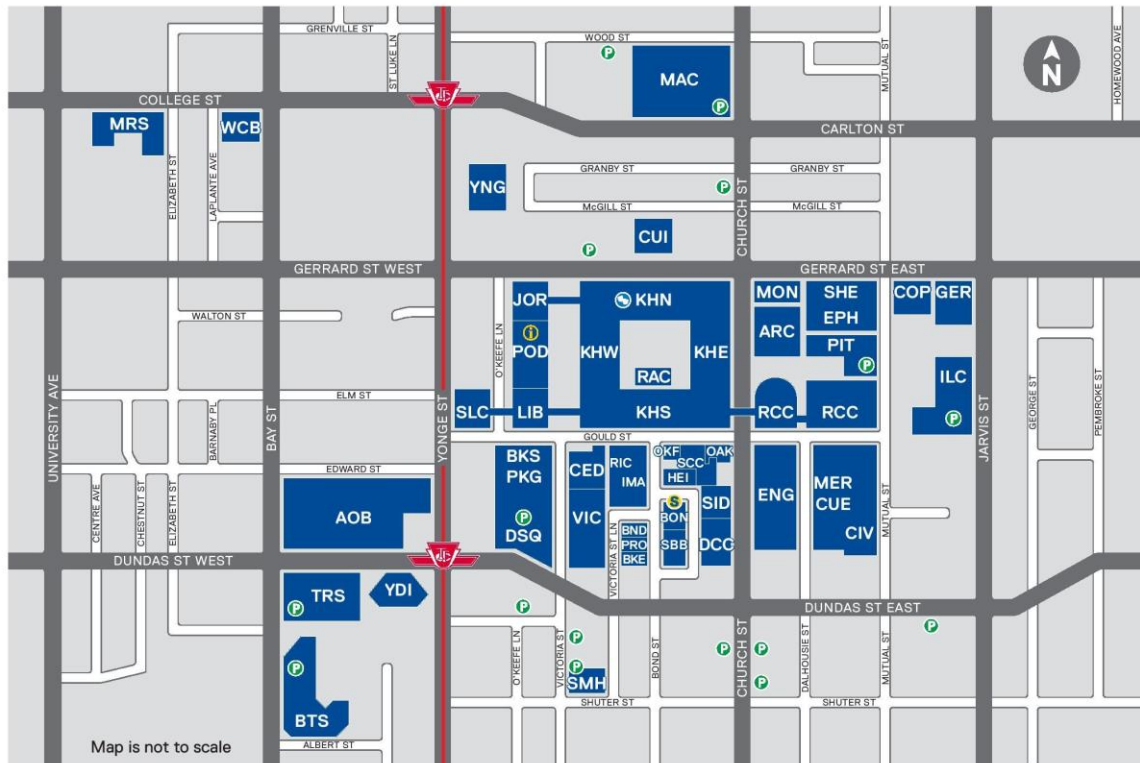 GRENVILLE ST
ST LUKE LN
WOOD ST
MUTUAL ST
HOMEWOOD AVE
N
MAC
P
P
COLLEGE ST
TTC
CARLTON ST
MRS
WCB
ELIZABETH ST
LAPLANTE AVE
YNG
GRANBY ST
GRANBY ST
P
McGILL ST
McGILL ST
CHURCH ST
CUI
P
GERRARD ST WEST
GERRARD ST EAST
WALTON ST
O'KEEFE LN
JOR
KHN
MON
SHE
COP
GER
i
POD
KHW
KHE
ARC
EPH
PIT
P
RAC
ILC
P
ELM ST
SLC
LIB
KHS
RCC
RCC
UNIVERSITY AVE
BARNABY PL
BAY ST
YONGE ST
JARVIS ST
GEORGE ST
PEMBROKE ST
GOULD ST
EDWARD ST
BKS
PKG
P
DSQ
CED
VIC
RIC
IMA
OKF
OAK
SCC
HEI
S
BON
SBB
SID
DCC
BND
PRO
BKE
ENG
MER
CUE
CIV
MUTUAL ST
CENTRE AVE
CHESTNUT ST
ELIZABETH ST
AOB
VICTORIA ST LN
DUNDAS ST WEST
TTC
DUNDAS ST EAST
TRS
P
YDI
P
P
P
P
P
P
P
BTS
P
O'KEEFE LN
VICTORIA ST
SMH
BOND ST
CHURCH ST
DALHOUSIE ST
MUTUAL ST
SHUTER ST
SHUTER ST
ALBERT ST
Map is not to scale